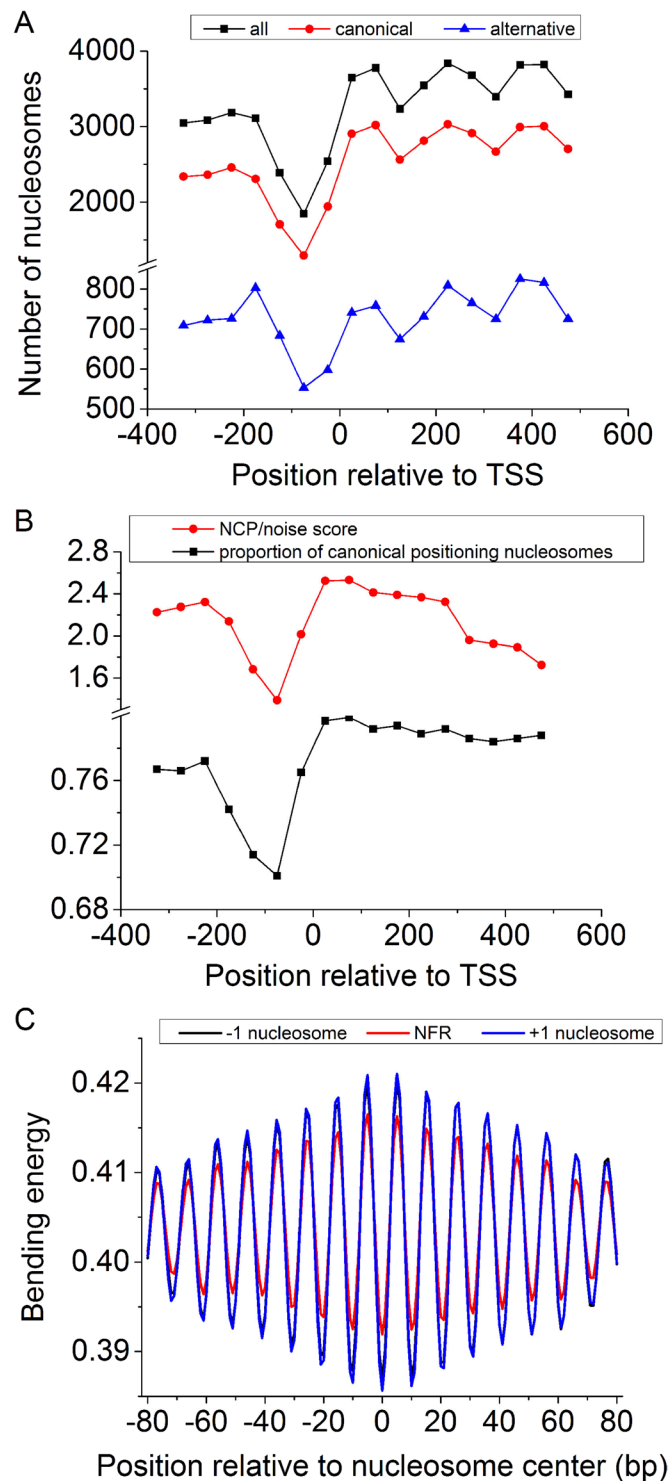 A
all canonical alternative
4000
3000
2000
800
700
600
500
Number of nucleosomes
-400 -200 0 200 400 600
Position relative to TSS
B
NCP/noise score
proportion of canonical positioning nucleosomes
2.8
2.4
2.0
1.6
0.76
0.72
0.68
-400 -200 0 200 400 600
Position relative to TSS
C
-1 nucleosome NFR +1 nucleosome
0.42
0.41
0.40
0.39
Bending energy
-80 -60 -40 -20 0 20 40 60 80
Position relative to nucleosome center (bp)